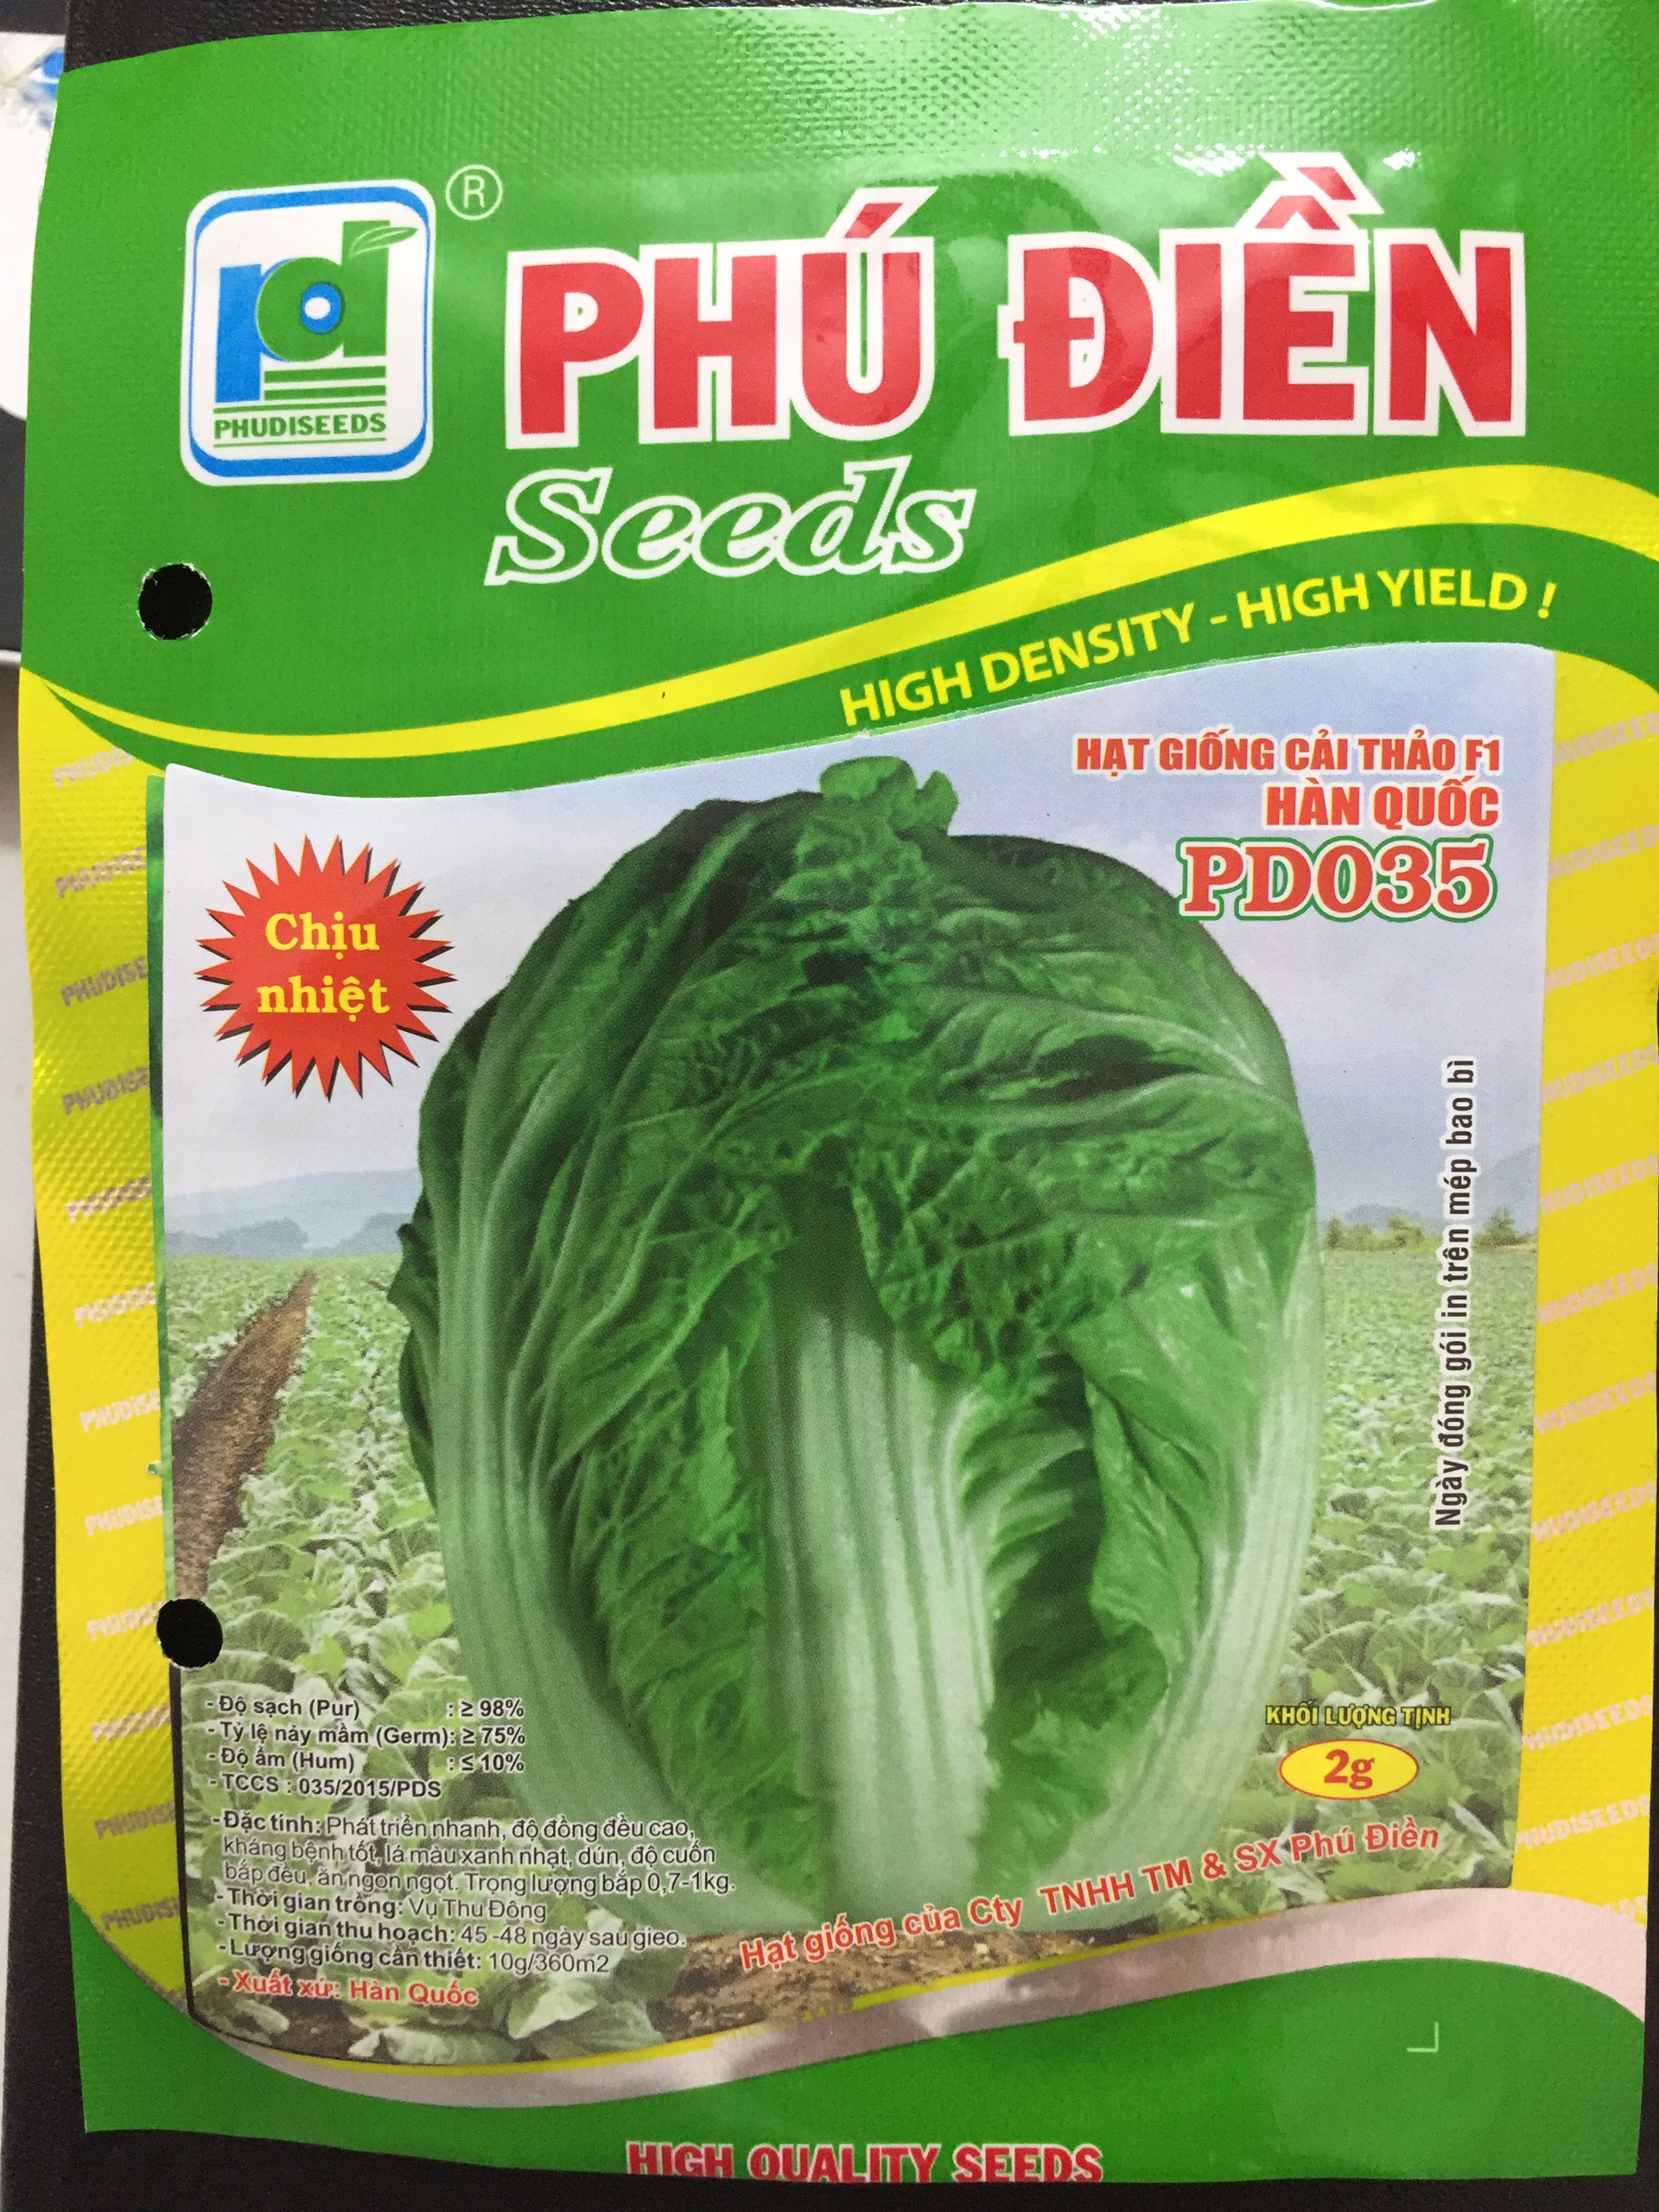 PHUDISEEDS
®
PHÚ ĐIỀN
Seeds
HIGH DENSITY - HIGH YIELD !
HẠT GIỐNG CẢI THẢO F1
HÀN QUỐC
PD035
Chịu
nhiệt
Ngày đóng gói in trên mép bao bì
- Độ sạch (Pur) : ≥ 98%
- Tỷ lệ nảy mầm (Germ): ≥ 75%
- Độ ẩm (Hum) : ≤ 10%
- TCCS : 035/2015/PDS
- Đặc tính: Phát triển nhanh, độ đồng đều cao,
kháng bệnh tốt, lá màu xanh nhạt, dún, độ cuốn
bắp đều, ăn ngon ngọt. Trọng lượng bắp 0,7-1kg.
- Thời gian trồng: Vụ Thu Đông
- Thời gian thu hoạch: 45 -48 ngày sau gieo.
- Lượng giống cần thiết: 10g/360m2
- Xuất xứ: Hàn Quốc
KHỐI LƯỢNG TỊNH
2g
Hạt giống của Cty TNHH TM & SX Phú Điền
HIGH QUALITY SEEDS